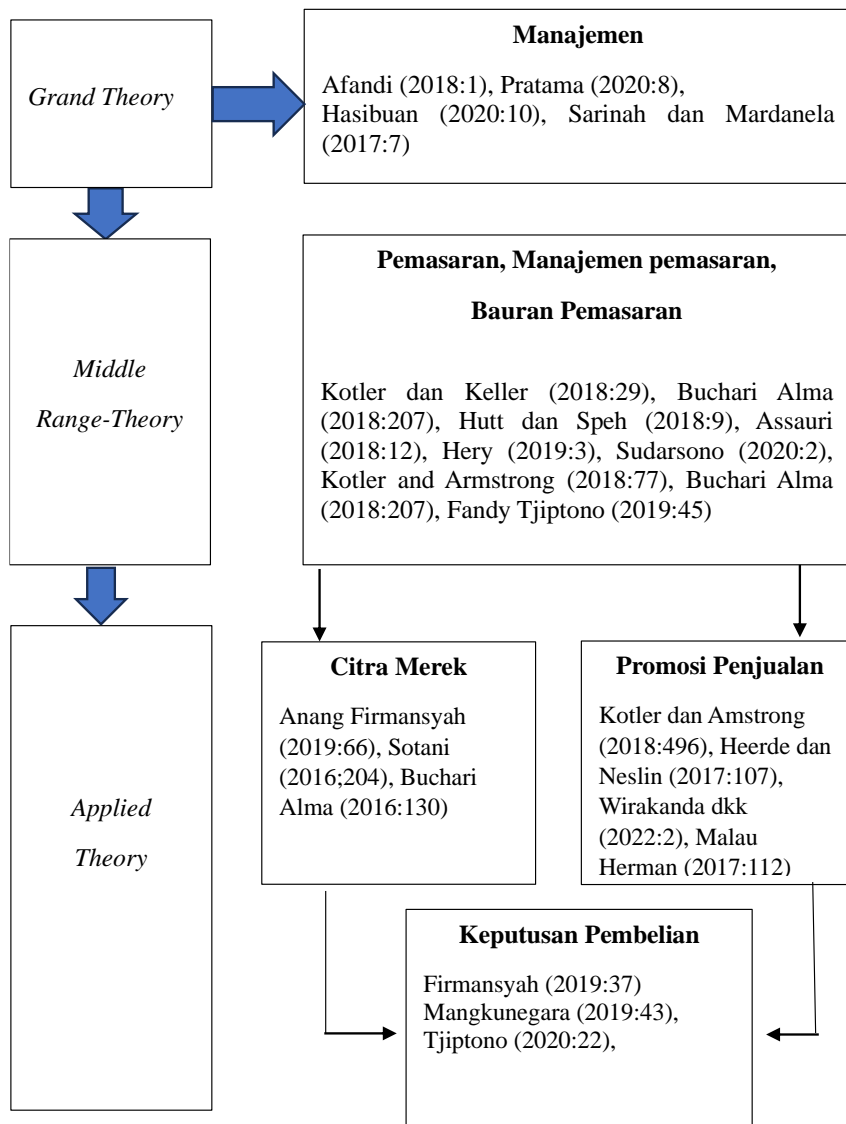 Grand Theory
Manajemen
Afandi (2018:1), Pratama (2020:8),
Hasibuan (2020:10), Sarinah dan Mardanela
(2017:7)
Middle
Range-Theory
Pemasaran, Manajemen pemasaran,
Bauran Pemasaran
Kotler dan Keller (2018:29), Buchari Alma
(2018:207), Hutt dan Speh (2018:9), Assauri
(2018:12), Hery (2019:3), Sudarsono (2020:2),
Kotler and Armstrong (2018:77), Buchari Alma
(2018:207), Fandy Tjiptono (2019:45)
Applied
Theory
Citra Merek
Anang Firmansyah
(2019:66), Sotani
(2016;204), Buchari
Alma (2016:130)
Promosi Penjualan
Kotler dan Amstrong
(2018:496), Heerde dan
Neslin (2017:107),
Wirakanda dkk
(2022:2), Malau
Herman (2017:112)
Keputusan Pembelian
Firmansyah (2019:37)
Mangkunegara (2019:43),
Tjiptono (2020:22),